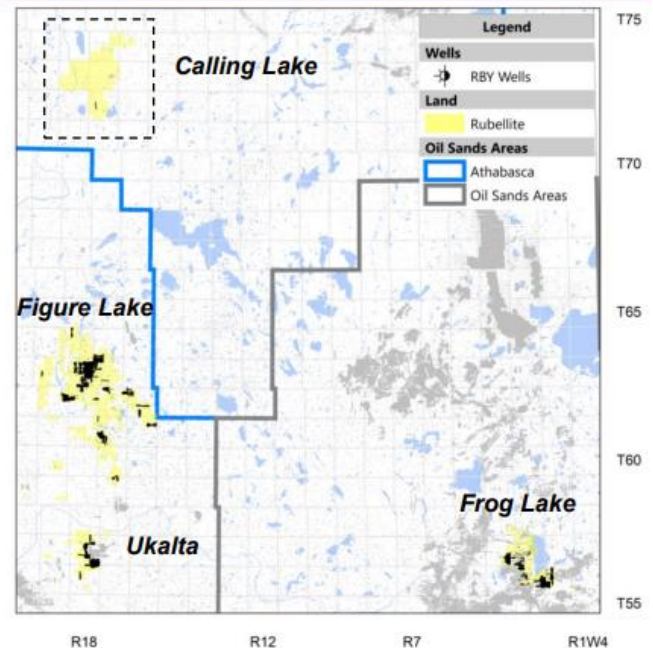 T75
Legend
Calling Lake
Wells
RBY Wells
Land
Rubellite
Oil Sands Areas
T70
Athabasca
Oil Sands Areas
Figure Lake
T65
T60
Frog Lake
Ukalta
T55
R18 R12 R7 R1W4